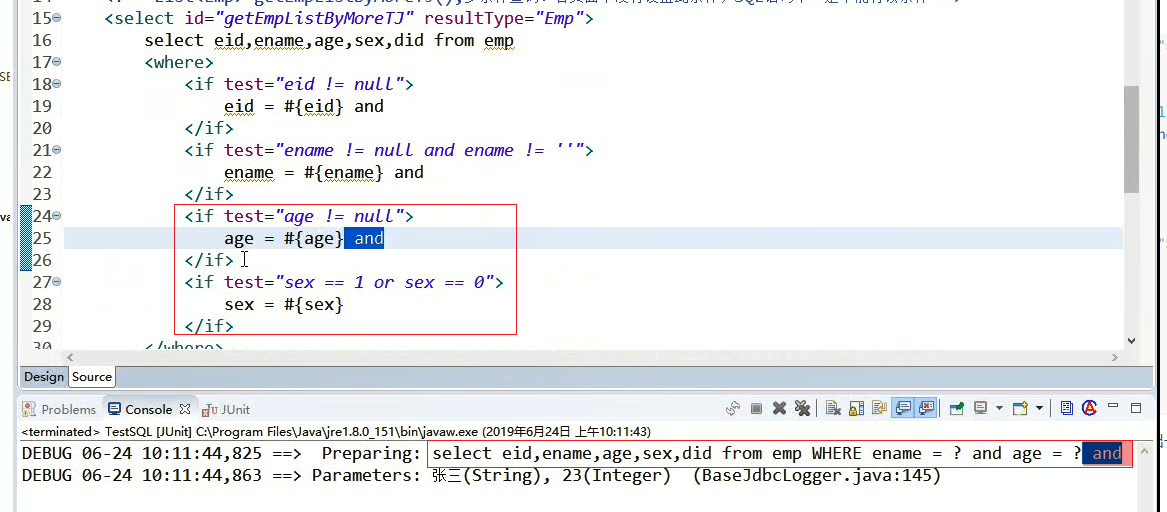 15 <select id="getEmpListByMoreTJ" resultType="Emp">
16 select eid,ename,age,sex,did from emp
17 <where>
18 <if test="eid != null">
19 eid = #{eid} and
20 </if>
21 <if test="ename != null and ename != ''">
22 ename = #{ename} and
23 </if>
24 <if test="age != null">
25 age = #{age} and
26 </if>
27 <if test="sex == 1 or sex == 0">
28 sex = #{sex}
29 </if>
30 </where>
Design Source
Problems Console JUnit
<terminated> TestSQL [JUnit] C:\Program Files\Java\jre1.8.0_151\bin\javaw.exe (2019年6月24日 上午10:11:43)
DEBUG 06-24 10:11:44,825 ==> Preparing: select eid,ename,age,sex,did from emp WHERE ename = ? and age = ? and
DEBUG 06-24 10:11:44,863 ==> Parameters: 张三(String), 23(Integer) (BaseJdbcLogger.java:145)